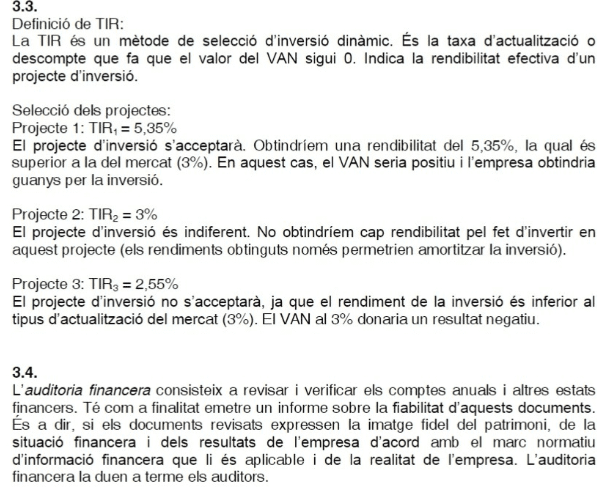 3.3.
Definició de TIR:
La TIR és un mètode de selecció d'inversió dinàmic. És la taxa d'actualització o
descompte que fa que el valor del VAN sigui 0. Indica la rendibilitat efectiva d'un
projecte d'inversió.
Selecció dels projectes:
Projecte 1: TIR₁ = 5,35%
El projecte d'inversió s'acceptarà. Obtindríem una rendibilitat del 5,35%, la qual és
superior a la del mercat (3%). En aquest cas, el VAN seria positiu i l'empresa obtindria
guanys per la inversió.
Projecte 2: TIR₂ = 3%
El projecte d'inversió és indiferent. No obtindríem cap rendibilitat pel fet d'invertir en
aquest projecte (els rendiments obtinguts només permetrien amortitzar la inversió).
Projecte 3: TIR₃ = 2,55%
El projecte d'inversió no s'acceptarà, ja que el rendiment de la inversió és inferior al
tipus d'actualització del mercat (3%). El VAN al 3% donaria un resultat negatiu.
3.4.
L'auditoria financera consisteix a revisar i verificar els comptes anuals i altres estats
financers. Té com a finalitat emetre un informe sobre la fiabilitat d'aquests documents.
És a dir, si els documents revisats expressen la imatge fidel del patrimoni, de la
situació financera i dels resultats de l'empresa d'acord amb el marc normatiu
d'informació financera que li és aplicable i de la realitat de l'empresa. L'auditoria
financera la duen a terme els auditors.